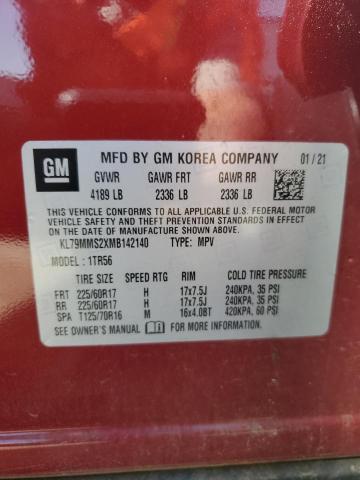 GM
MFD BY GM KOREA COMPANY 01/21
GVWR GAWR FRT GAWR RR
4189 LB 2336 LB 2336 LB
THIS VEHICLE CONFORMS TO ALL APPLICABLE U.S. FEDERAL MOTOR
VEHICLE SAFETY, BUMPER, AND THEFT PREVENTION STANDARDS IN
EFFECT ON THE DATE OF MANUFACTURE SHOWN ABOVE.
KL79MMS2XMB142140 TYPE: MPV
MODEL: 1TR56
TIRE SIZE SPEED RTG RIM COLD TIRE PRESSURE
FRT 225/60R17 H 17x7.5J 240KPA, 35 PSI
RR 225/60R17 H 17x7.5J 240KPA, 35 PSI
SPA T125/70R16 M 16x4.0BT 420KPA, 60 PSI
SEE OWNER'S MANUAL FOR MORE INFORMATION.